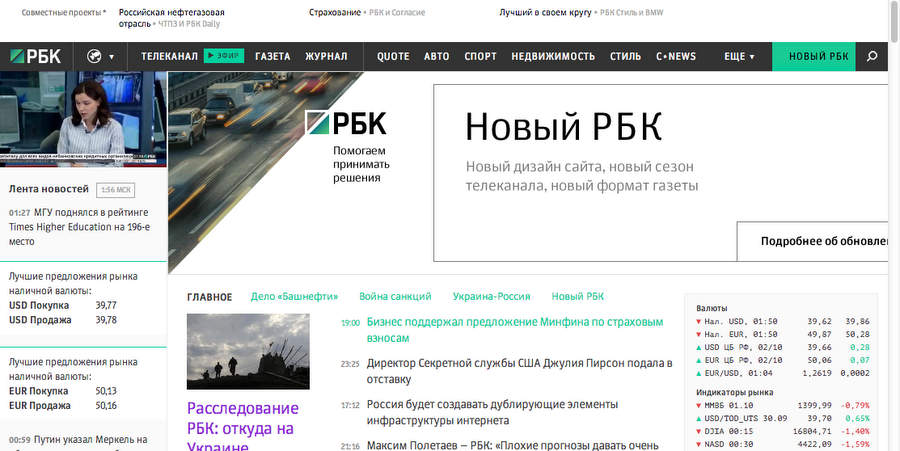 Совместные проекты *
Российская нефтегазовая
отрасль • ЧТПЗ И РБК Daily
Страхование • РБК и Согласие
Лучший в своем кругу • РБК Стиль и BMW
РБК
ТЕЛЕКАНАЛ
ЭФИР
ГАЗЕТА
ЖУРНАЛ
QUOTE
АВТО
СПОРТ
НЕДВИЖИМОСТЬ
СТИЛЬ
C•NEWS
ЕЩЕ
НОВЫЙ РБК
РБК
Помогаем
принимать
решения
Новый РБК
Новый дизайн сайта, новый сезон
телеканала, новый формат газеты
Подробнее об обновле
Лента новостей
1:56 МСК
01:27 МГУ поднялся в рейтинге
Times Higher Education на 196-е
место
Лучшие предложения рынка
наличной валюты:
USD Покупка 39,77
USD Продажа 39,78
Лучшие предложения рынка
наличной валюты:
EUR Покупка 50,13
EUR Продажа 50,16
00:59 Путин указал Меркель на
ГЛАВНОЕ
Дело «Башнефти»
Война санкций
Украина-Россия
Новый РБК
Расследование
РБК: откуда на
Украине
19:00 Бизнес поддержал предложение Минфина по страховым
взносам
23:25 Директор Секретной службы США Джулия Пирсон подала в
отставку
17:12 Россия будет создавать дублирующие элементы
инфраструктуры интернета
21:16 Максим Полетаев — РБК: «Плохие прогнозы давать очень
Валюты
Нал. USD, 01:50 39,62 39,86
Нал. EUR, 01:50 49,87 50,28
USD ЦБ РФ, 02/10 39,66 0,28
EUR ЦБ РФ, 02/10 50,06 0,07
EUR/USD, 01:04 1,2619 0,0002
Индикаторы рынка
ММВБ 01.10 1399,99 -0,79%
USD/TOD_UTS 30.09 39,70 0,65%
DJIA 00:15 16804,71 -1,40%
NASD 00:30 4422,09 -1,59%